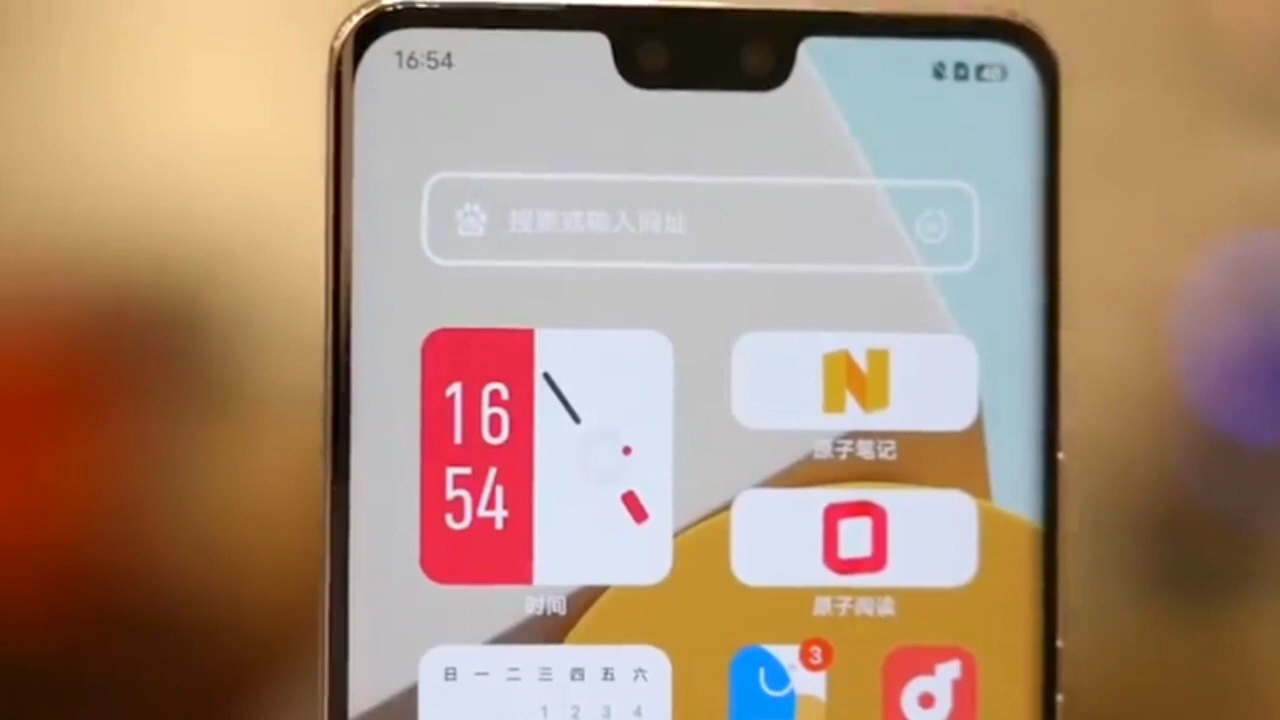 16:54
48
搜索或输入网址
16
54
N
原子笔记
时间
原子阅读
3
日 一 二 三 四 五 六
1 2 3 4